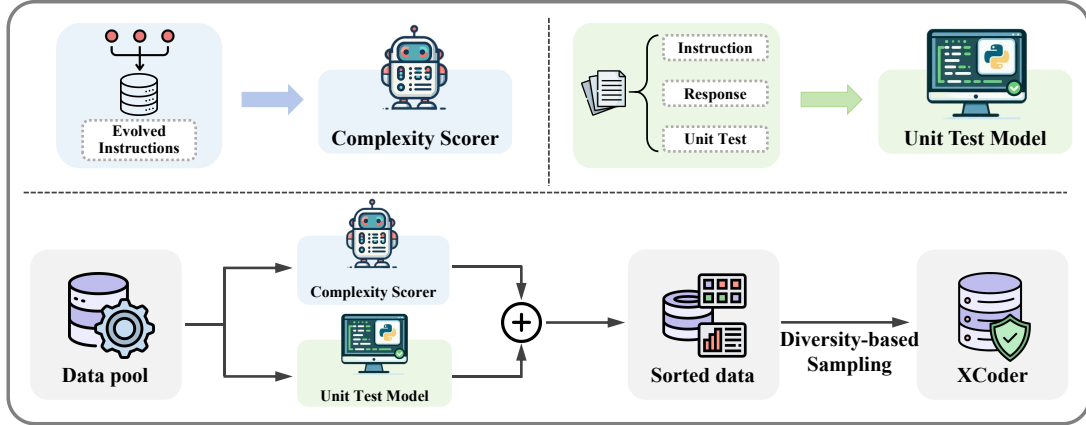 Evolved
Instructions
Complexity Scorer
Instruction
Response
Unit Test
Unit Test Model
Data pool
Complexity Scorer
Unit Test Model
Sorted data
Diversity-based
Sampling
XCoder